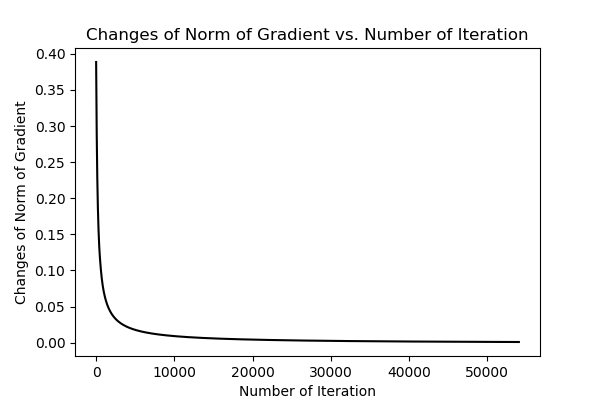 Changes of Norm of Gradient vs. Number of Iteration
0.40
0.35
0.30
0.25
0.20
0.15
0.10
0.05
0.00
Changes of Norm of Gradient
0 10000 20000 30000 40000 50000
Number of Iteration